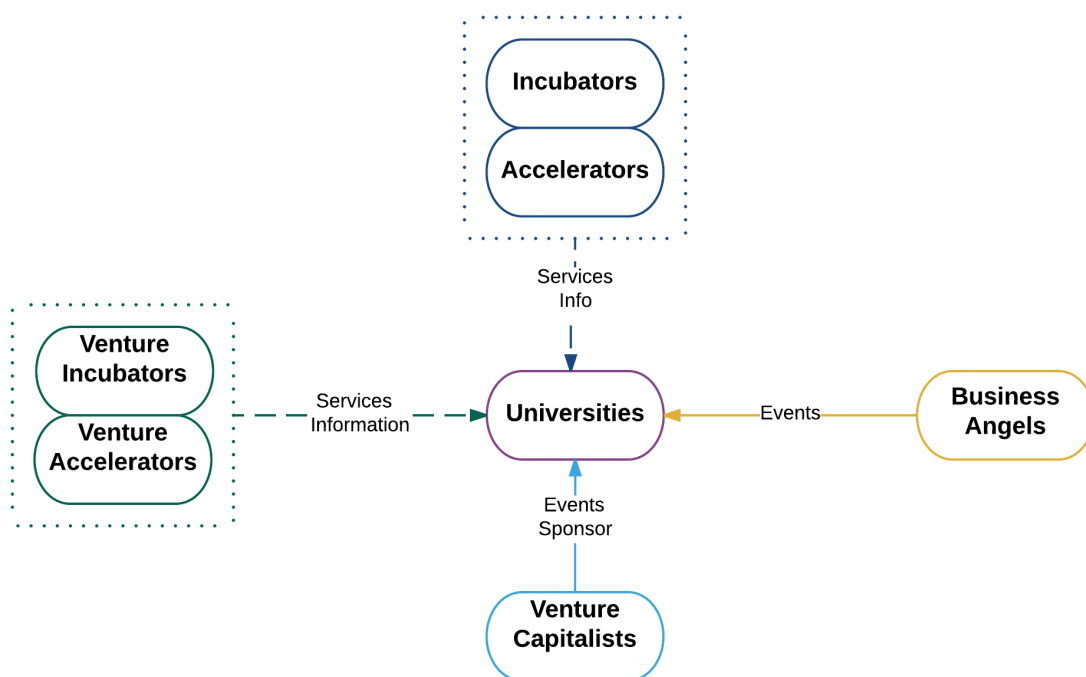 Incubators
Accelerators
Services
Info
Venture
Incubators
Venture
Accelerators
Services
Information
Universities
Events
Business
Angels
Events
Sponsor
Venture
Capitalists